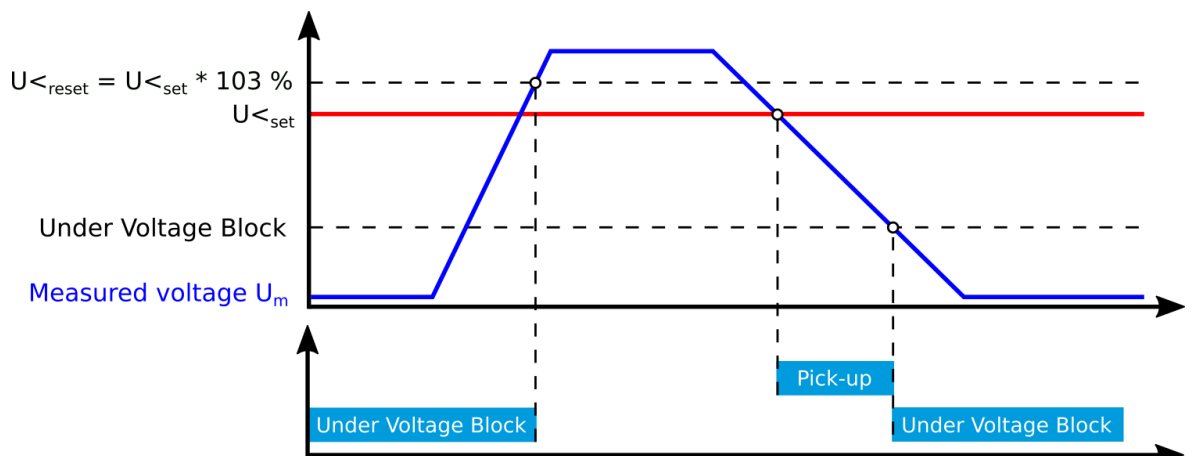 U<reset = U<set * 103 %
U<set
Under Voltage Block
Measured voltage Um
Pick-up
Under Voltage Block
Under Voltage Block